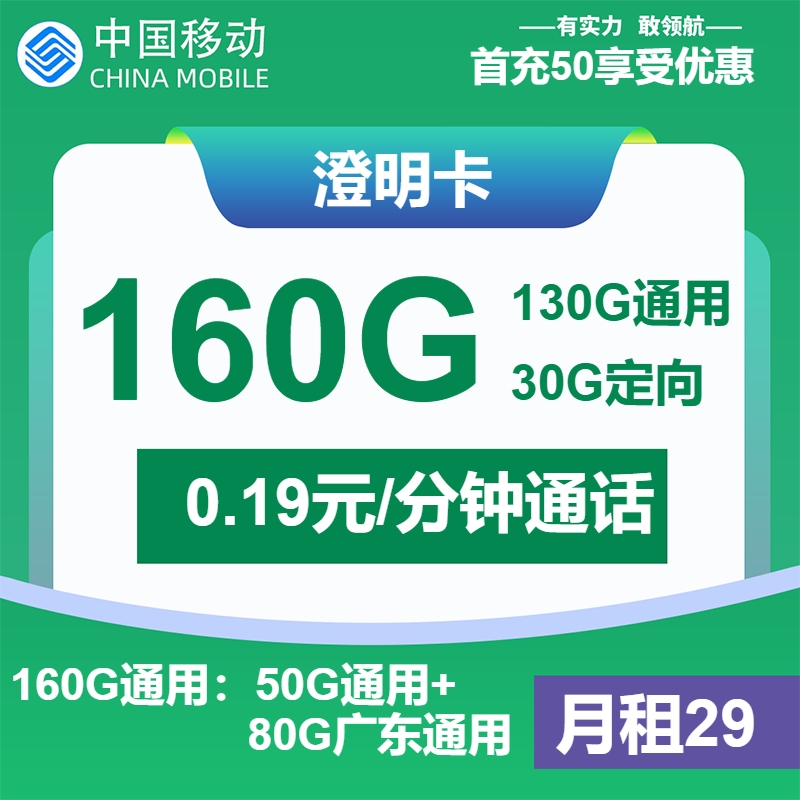 中国移动
CHINA MOBILE
有实力 敢领航
首充50享受优惠
澄明卡
160G
130G通用
30G定向
0.19元/分钟通话
160G通用：50G通用+
80G广东通用
月租29